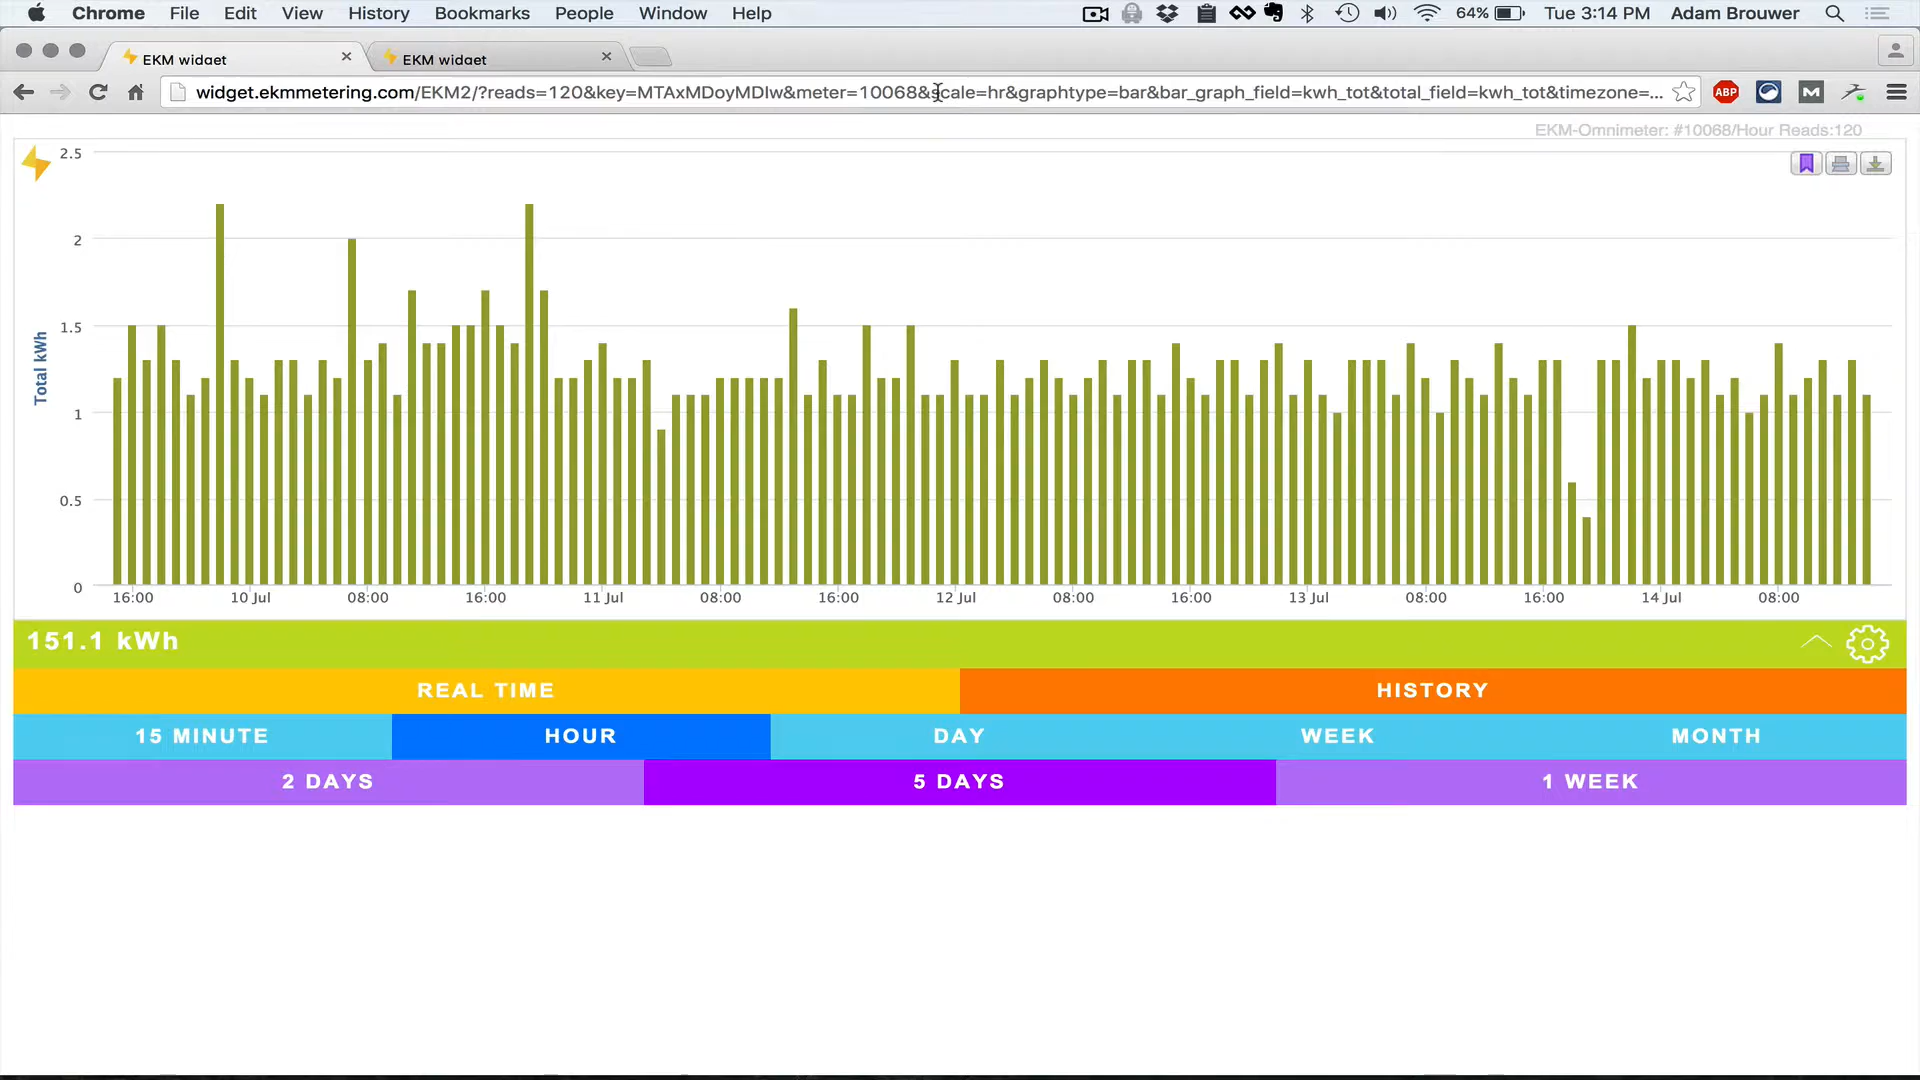 Chrome File Edit View History Bookmarks People Window Help 64% Tue 3:14 PM Adam Brouwer
EKM widget EKM widget
widget.ekmmetering.com/EKM2/?reads=120&key=MTAxMDoyMDIw&meter=10068&scale=hr&graphtype=bar&bar_graph_field=kwh_tot&total_field=kwh_tot&timezone=... ABP M
EKM-Omnimeter: #10068/Hour Reads:120
2.5
2
1.5
1
0.5
0
Total kWh
16:00 10 Jul 08:00 16:00 11 Jul 08:00 16:00 12 Jul 08:00 16:00 13 Jul 08:00 16:00 14 Jul 08:00
151.1 kWh
REAL TIME HISTORY
15 MINUTE HOUR DAY WEEK MONTH
2 DAYS 5 DAYS 1 WEEK